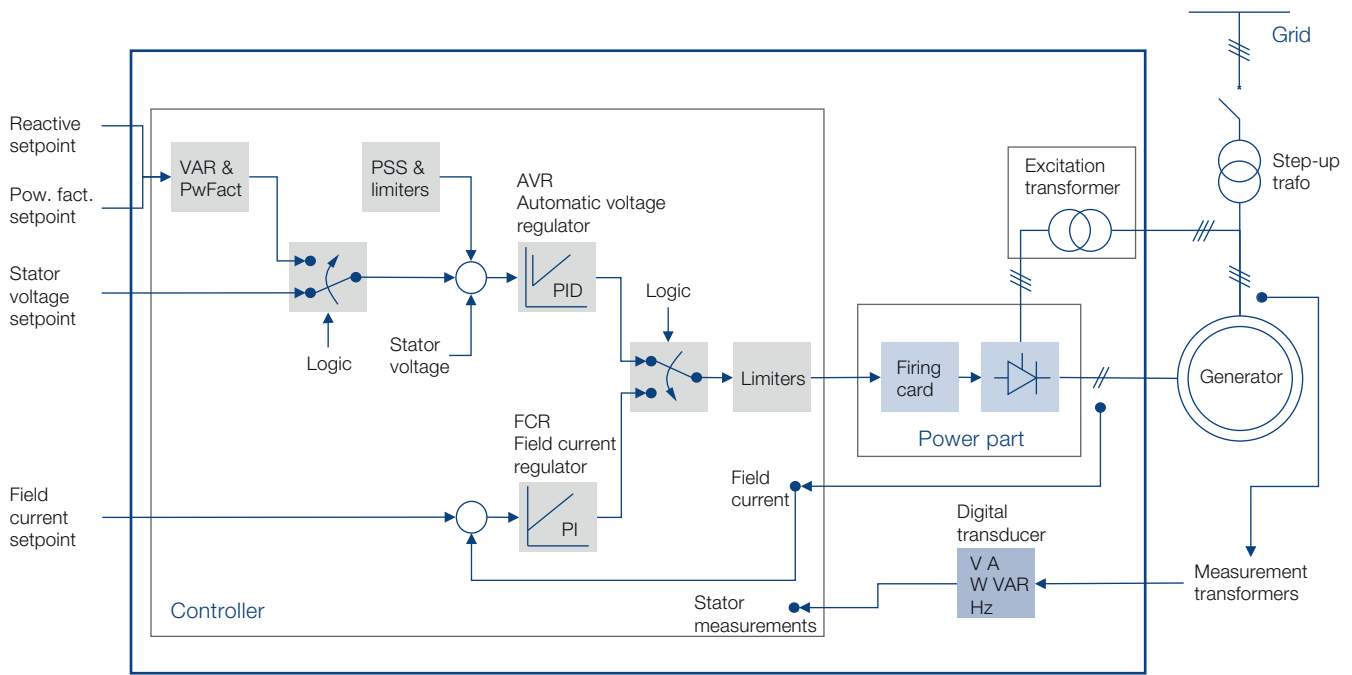 Grid
Reactive
setpoint
VAR &
PwFact
PSS &
limiters
Pow. fact.
setpoint
AVR
Automatic voltage
regulator
Excitation
transformer
Step-up
trafo
Stator
voltage
setpoint
PID
Logic
Logic
Stator
voltage
Limiters
Firing
card
Power part
Generator
FCR
Field current
regulator
PI
Field
current
setpoint
Field
current
Digital
transducer
V A
W VAR
Hz
Measurement
transformers
Controller
Stator
measurements